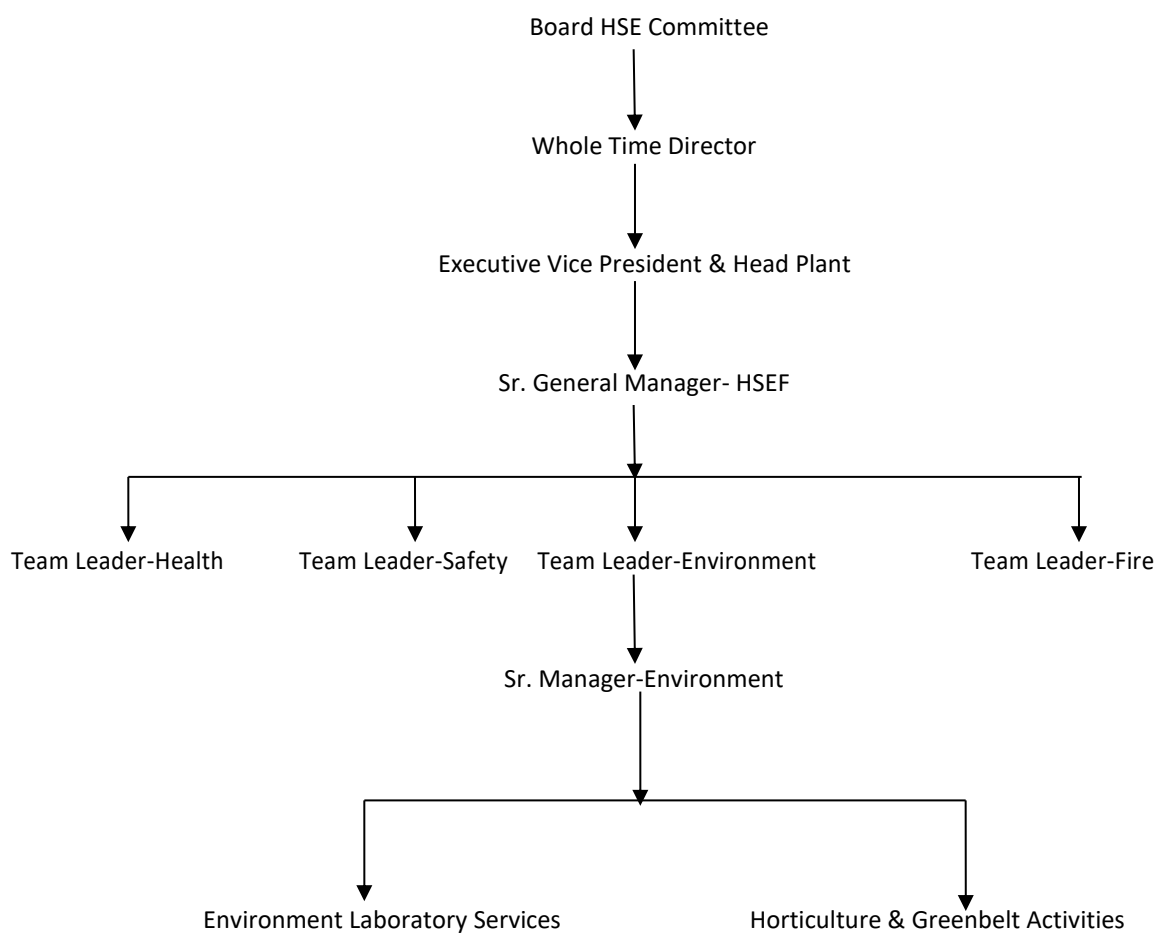 Board HSE Committee
Whole Time Director
Executive Vice President & Head Plant
Sr. General Manager- HSEF
Team Leader-Health
Team Leader-Safety
Team Leader-Environment
Team Leader-Fire
Sr. Manager-Environment
Environment Laboratory Services
Horticulture & Greenbelt Activities